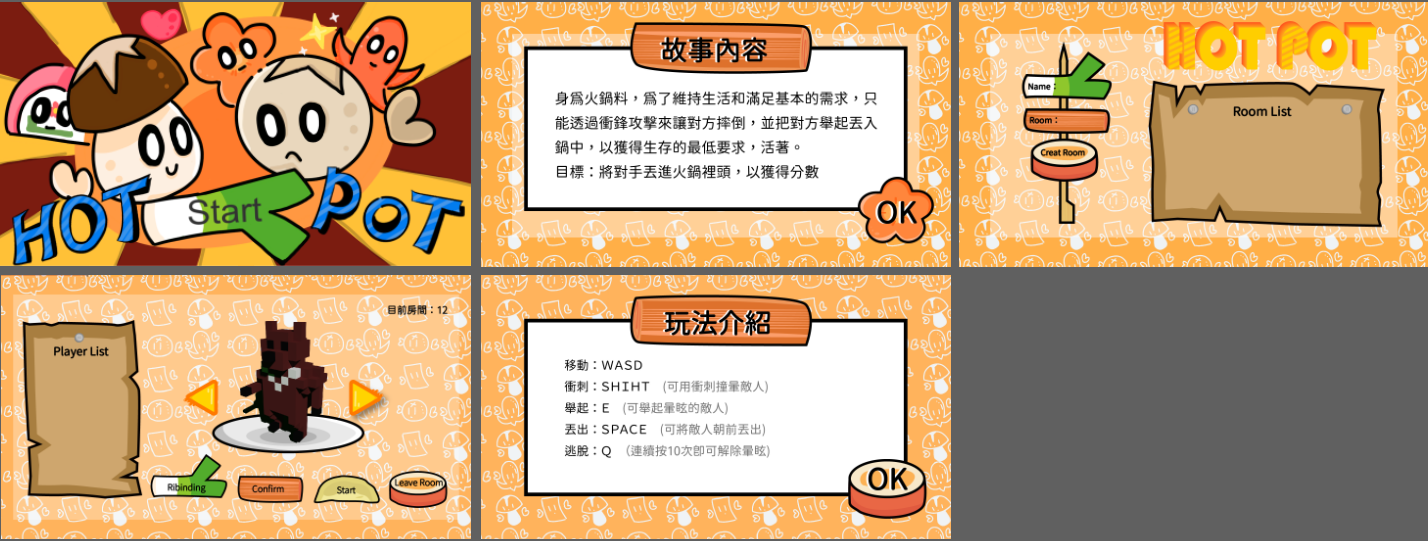 HOT
Start
POT
故事內容
身為火鍋料，為了維持生活和滿足基本的需求，只
能透過衝鋒攻擊來讓對方摔倒，並把對方舉起丟入
鍋中，以獲得生存的最低要求，活著。
目標：將對手丟進火鍋裡頭，以獲得分數
OK
HOT POT
Name：
Room：
Creat Room
Room List
目前房間：12
Player List
Ribinding
Confirm
Start
Leave Room
玩法介紹
移動：WASD
衝刺：SHIHT (可用衝刺撞暈敵人)
舉起：E (可舉起暈眩的敵人)
丟出：SPACE (可將敵人朝前丟出)
逃脫：Q (連續按10次即可解除暈眩)
OK